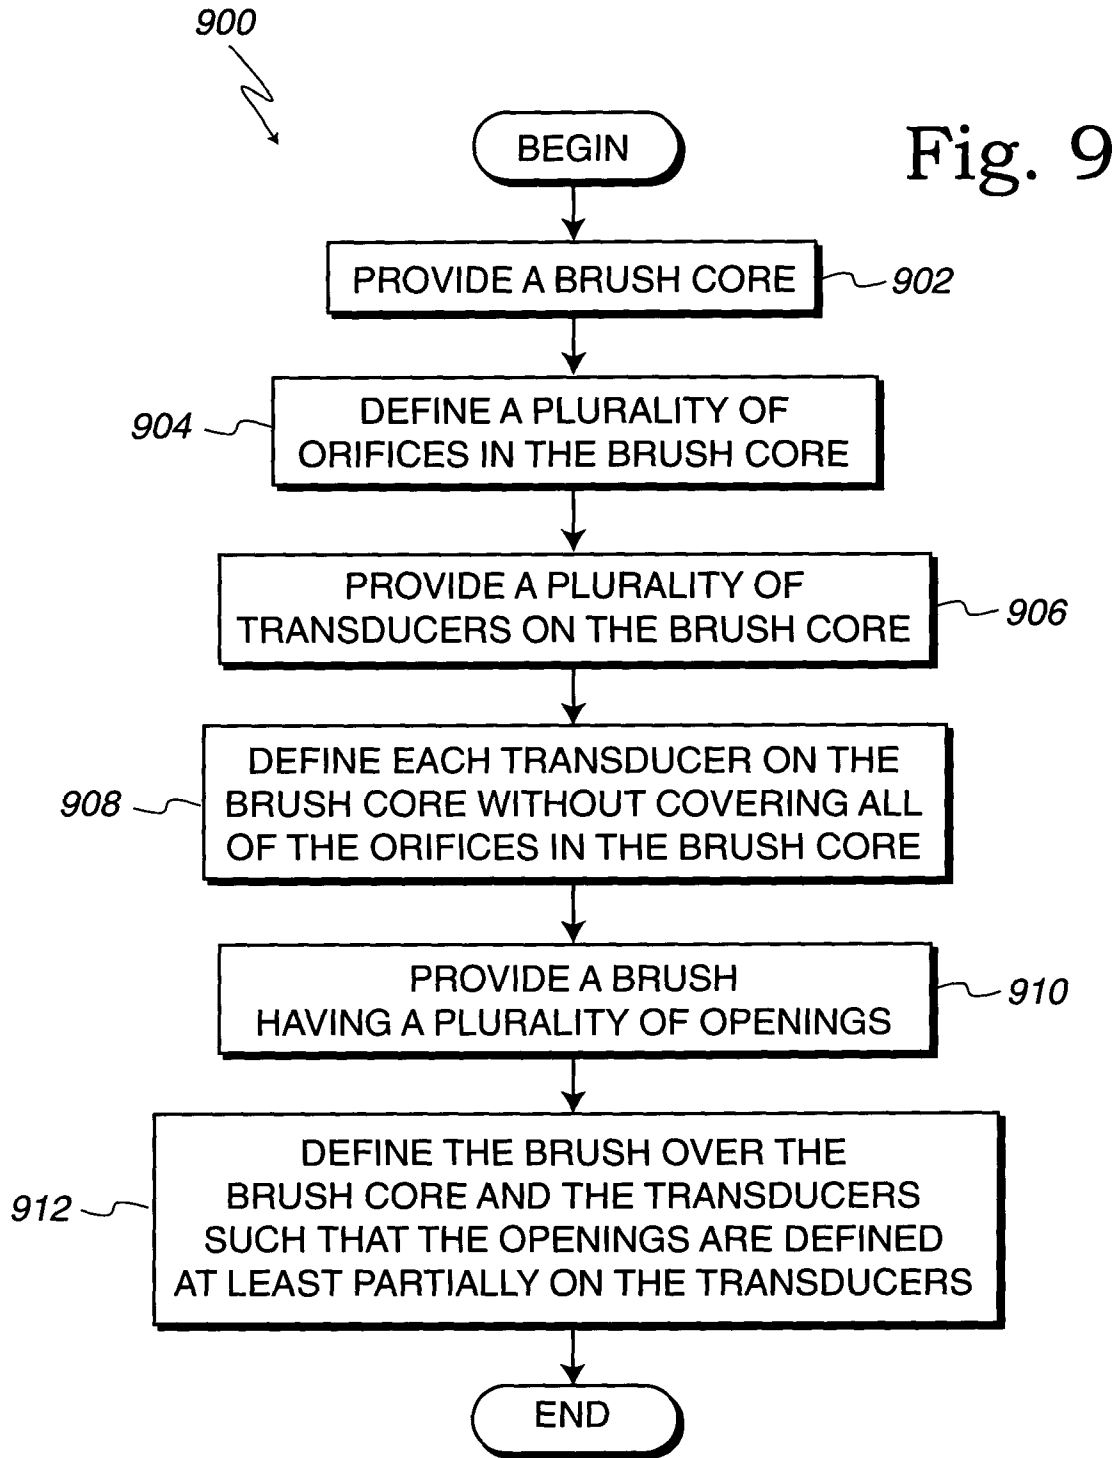 900
Fig. 9
BEGIN
PROVIDE A BRUSH CORE
902
904
DEFINE A PLURALITY OF
ORIFICES IN THE BRUSH CORE
PROVIDE A PLURALITY OF
TRANSDUCERS ON THE BRUSH CORE
906
908
DEFINE EACH TRANSDUCER ON THE
BRUSH CORE WITHOUT COVERING ALL
OF THE ORIFICES IN THE BRUSH CORE
PROVIDE A BRUSH
HAVING A PLURALITY OF OPENINGS
910
912
DEFINE THE BRUSH OVER THE
BRUSH CORE AND THE TRANSDUCERS
SUCH THAT THE OPENINGS ARE DEFINED
AT LEAST PARTIALLY ON THE TRANSDUCERS
END